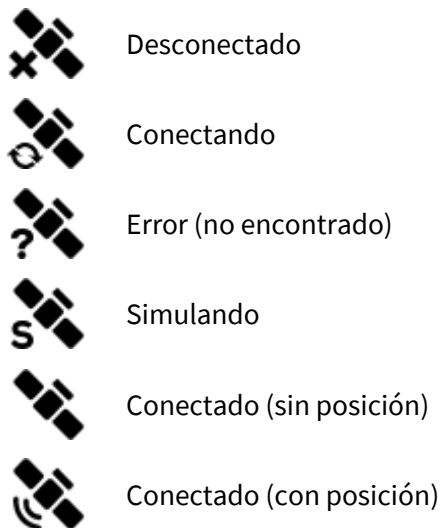 Desconectado
Conectando
? Error (no encontrado)
S Simulando
Conectado (sin posición)
Conectado (con posición)